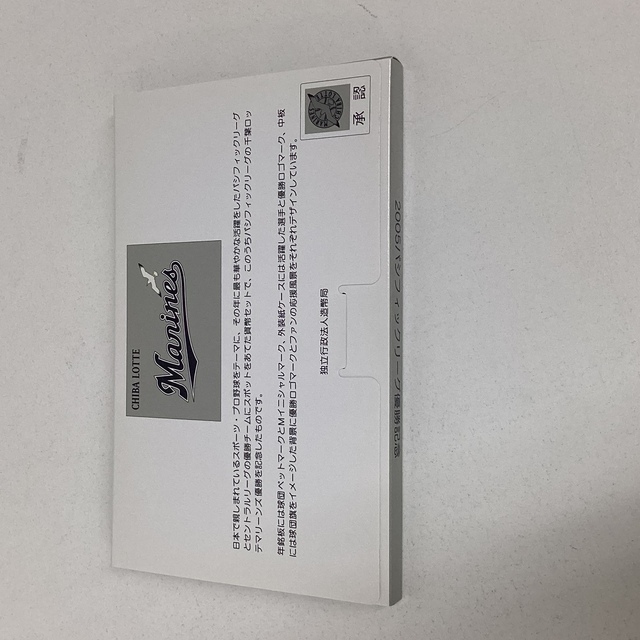 CHIBA LOTTE
Marines
日本で親しまれているスポーツ・プロ野球をテーマに、その年に最も華やかな活躍をしたパシフィックリーグ
とセントラルリーグの優勝チームにスポットをあてた貨幣セットで、このうちパシフィックリーグの千葉ロッ
テマリーンズ優勝を記念したものです。
年銘板には球団ペットマークとMイニシャルマーク、外装紙ケースには活躍した選手と優勝ロゴマーク、中板
には球団旗をイメージした背景に優勝ロゴマークとファンの応援風景をそれぞれデザインしています。
独立行政法人造幣局
承認
2005パシフィックリーグ優勝記念